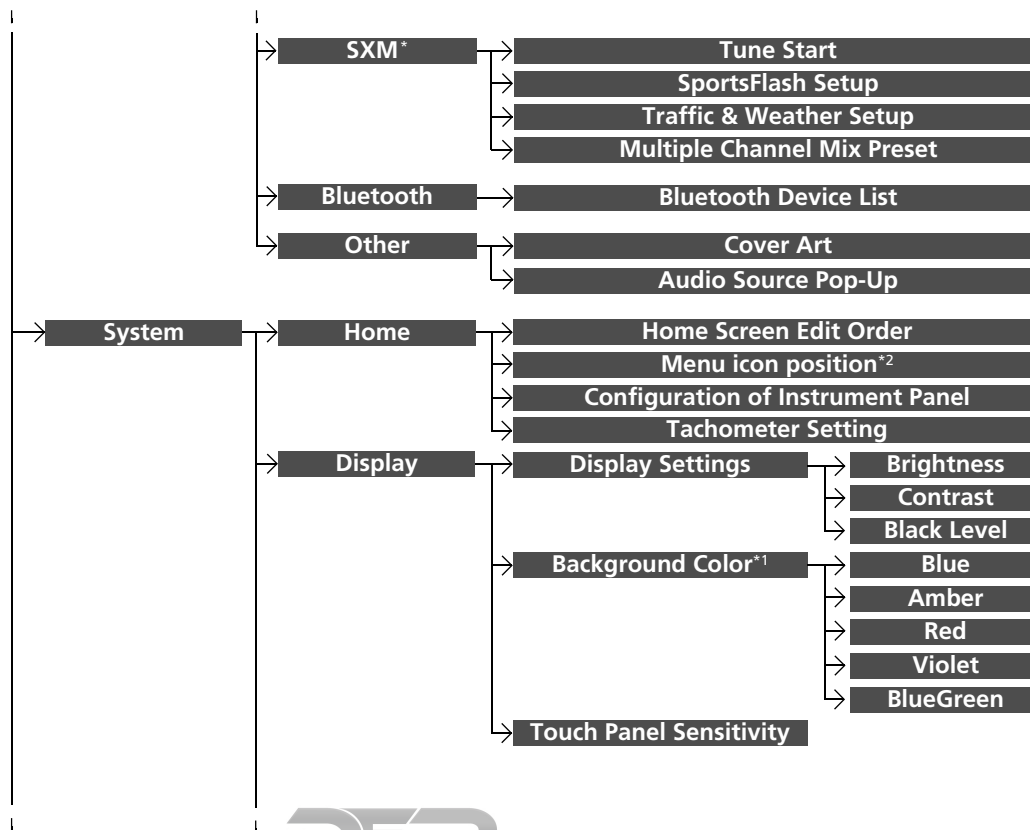 SXM*
Tune Start
SportsFlash Setup
Traffic & Weather Setup
Multiple Channel Mix Preset
Bluetooth
Bluetooth Device List
Other
Cover Art
Audio Source Pop-Up
System
Home
Home Screen Edit Order
Menu icon position*2
Configuration of Instrument Panel
Tachometer Setting
Display
Display Settings
Brightness
Contrast
Black Level
Background Color*1
Blue
Amber
Red
Violet
BlueGreen
Touch Panel Sensitivity